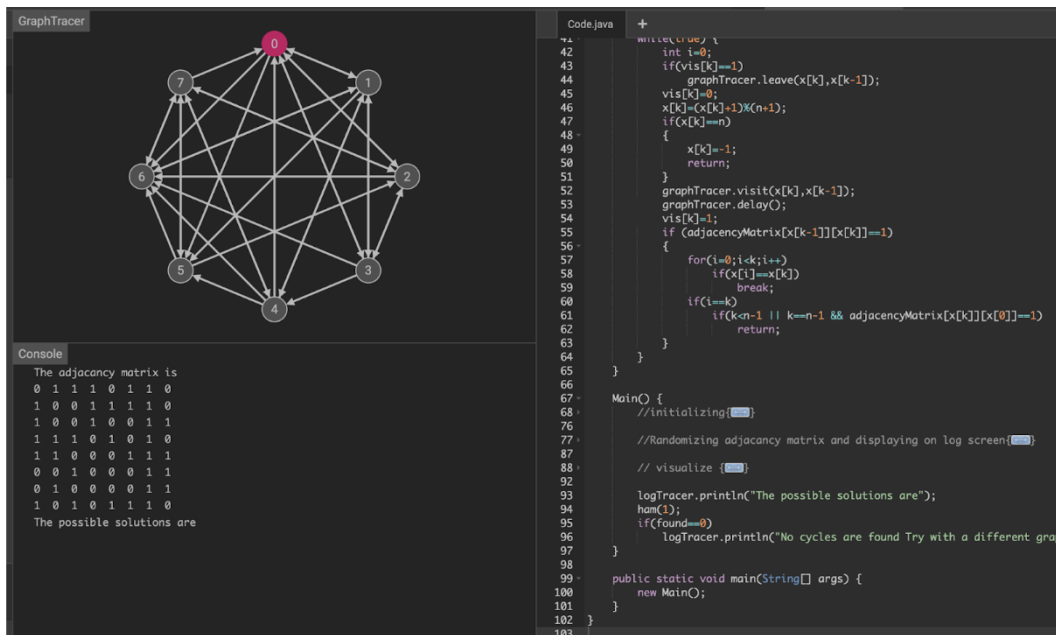 GraphTracer
0
7
1
6
2
5
3
4
Console
The adjacancy matrix is
0 1 1 1 0 1 1 0
1 0 0 1 1 1 1 0
1 0 0 1 0 0 1 1
1 1 1 0 1 0 1 0
1 1 0 0 0 1 1 1
0 0 1 0 0 0 1 1
0 1 0 0 0 0 1 1
1 0 1 0 1 1 1 0
The possible solutions are
Code.java +
41 while(true) {
42 int i=0;
43 if(vis[k]==1)
44 graphTracer.leave(x[k],x[k-1]);
45 vis[k]=0;
46 x[k]=(x[k]+1)%(n+1);
47 if(x[k]==n)
48 {
49 x[k]=-1;
50 return;
51 }
52 graphTracer.visit(x[k],x[k-1]);
53 graphTracer.delay();
54 vis[k]=1;
55 if (adjacencyMatrix[x[k-1]][x[k]]==1)
56 {
57 for(i=0;i<k;i++)
58 if(x[i]==x[k])
59 break;
60 if(i==k)
61 if(k<n-1 || k==n-1 && adjacencyMatrix[x[k]][x[0]]==1)
62 return;
63 }
64 }
65 }
66
67 Main() {
68 //initializing{}
76
77 //Randomizing adjacancy matrix and displaying on log screen{}
87
88 // visualize {}
92
93 logTracer.println("The possible solutions are");
94 ham(1);
95 if(found==0)
96 logTracer.println("No cycles are found Try with a different gra
97 }
98
99 public static void main(String[] args) {
100 new Main();
101 }
102 }
103